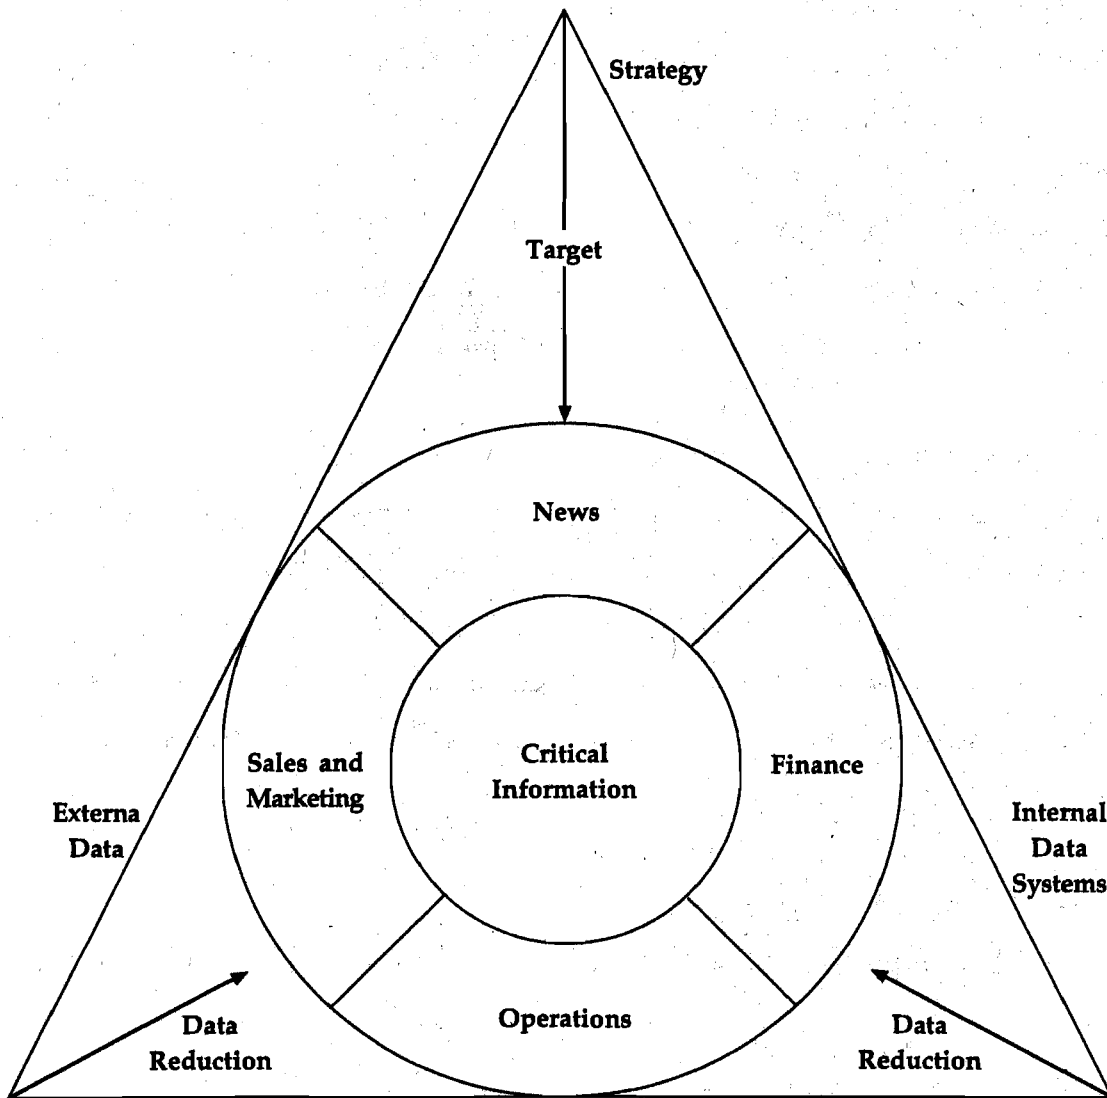 Strategy
Target
News
Sales and
Marketing
Critical
Information
Finance
Externa
Data
Internal
Data
Systems
Data
Reduction
Operations
Data
Reduction